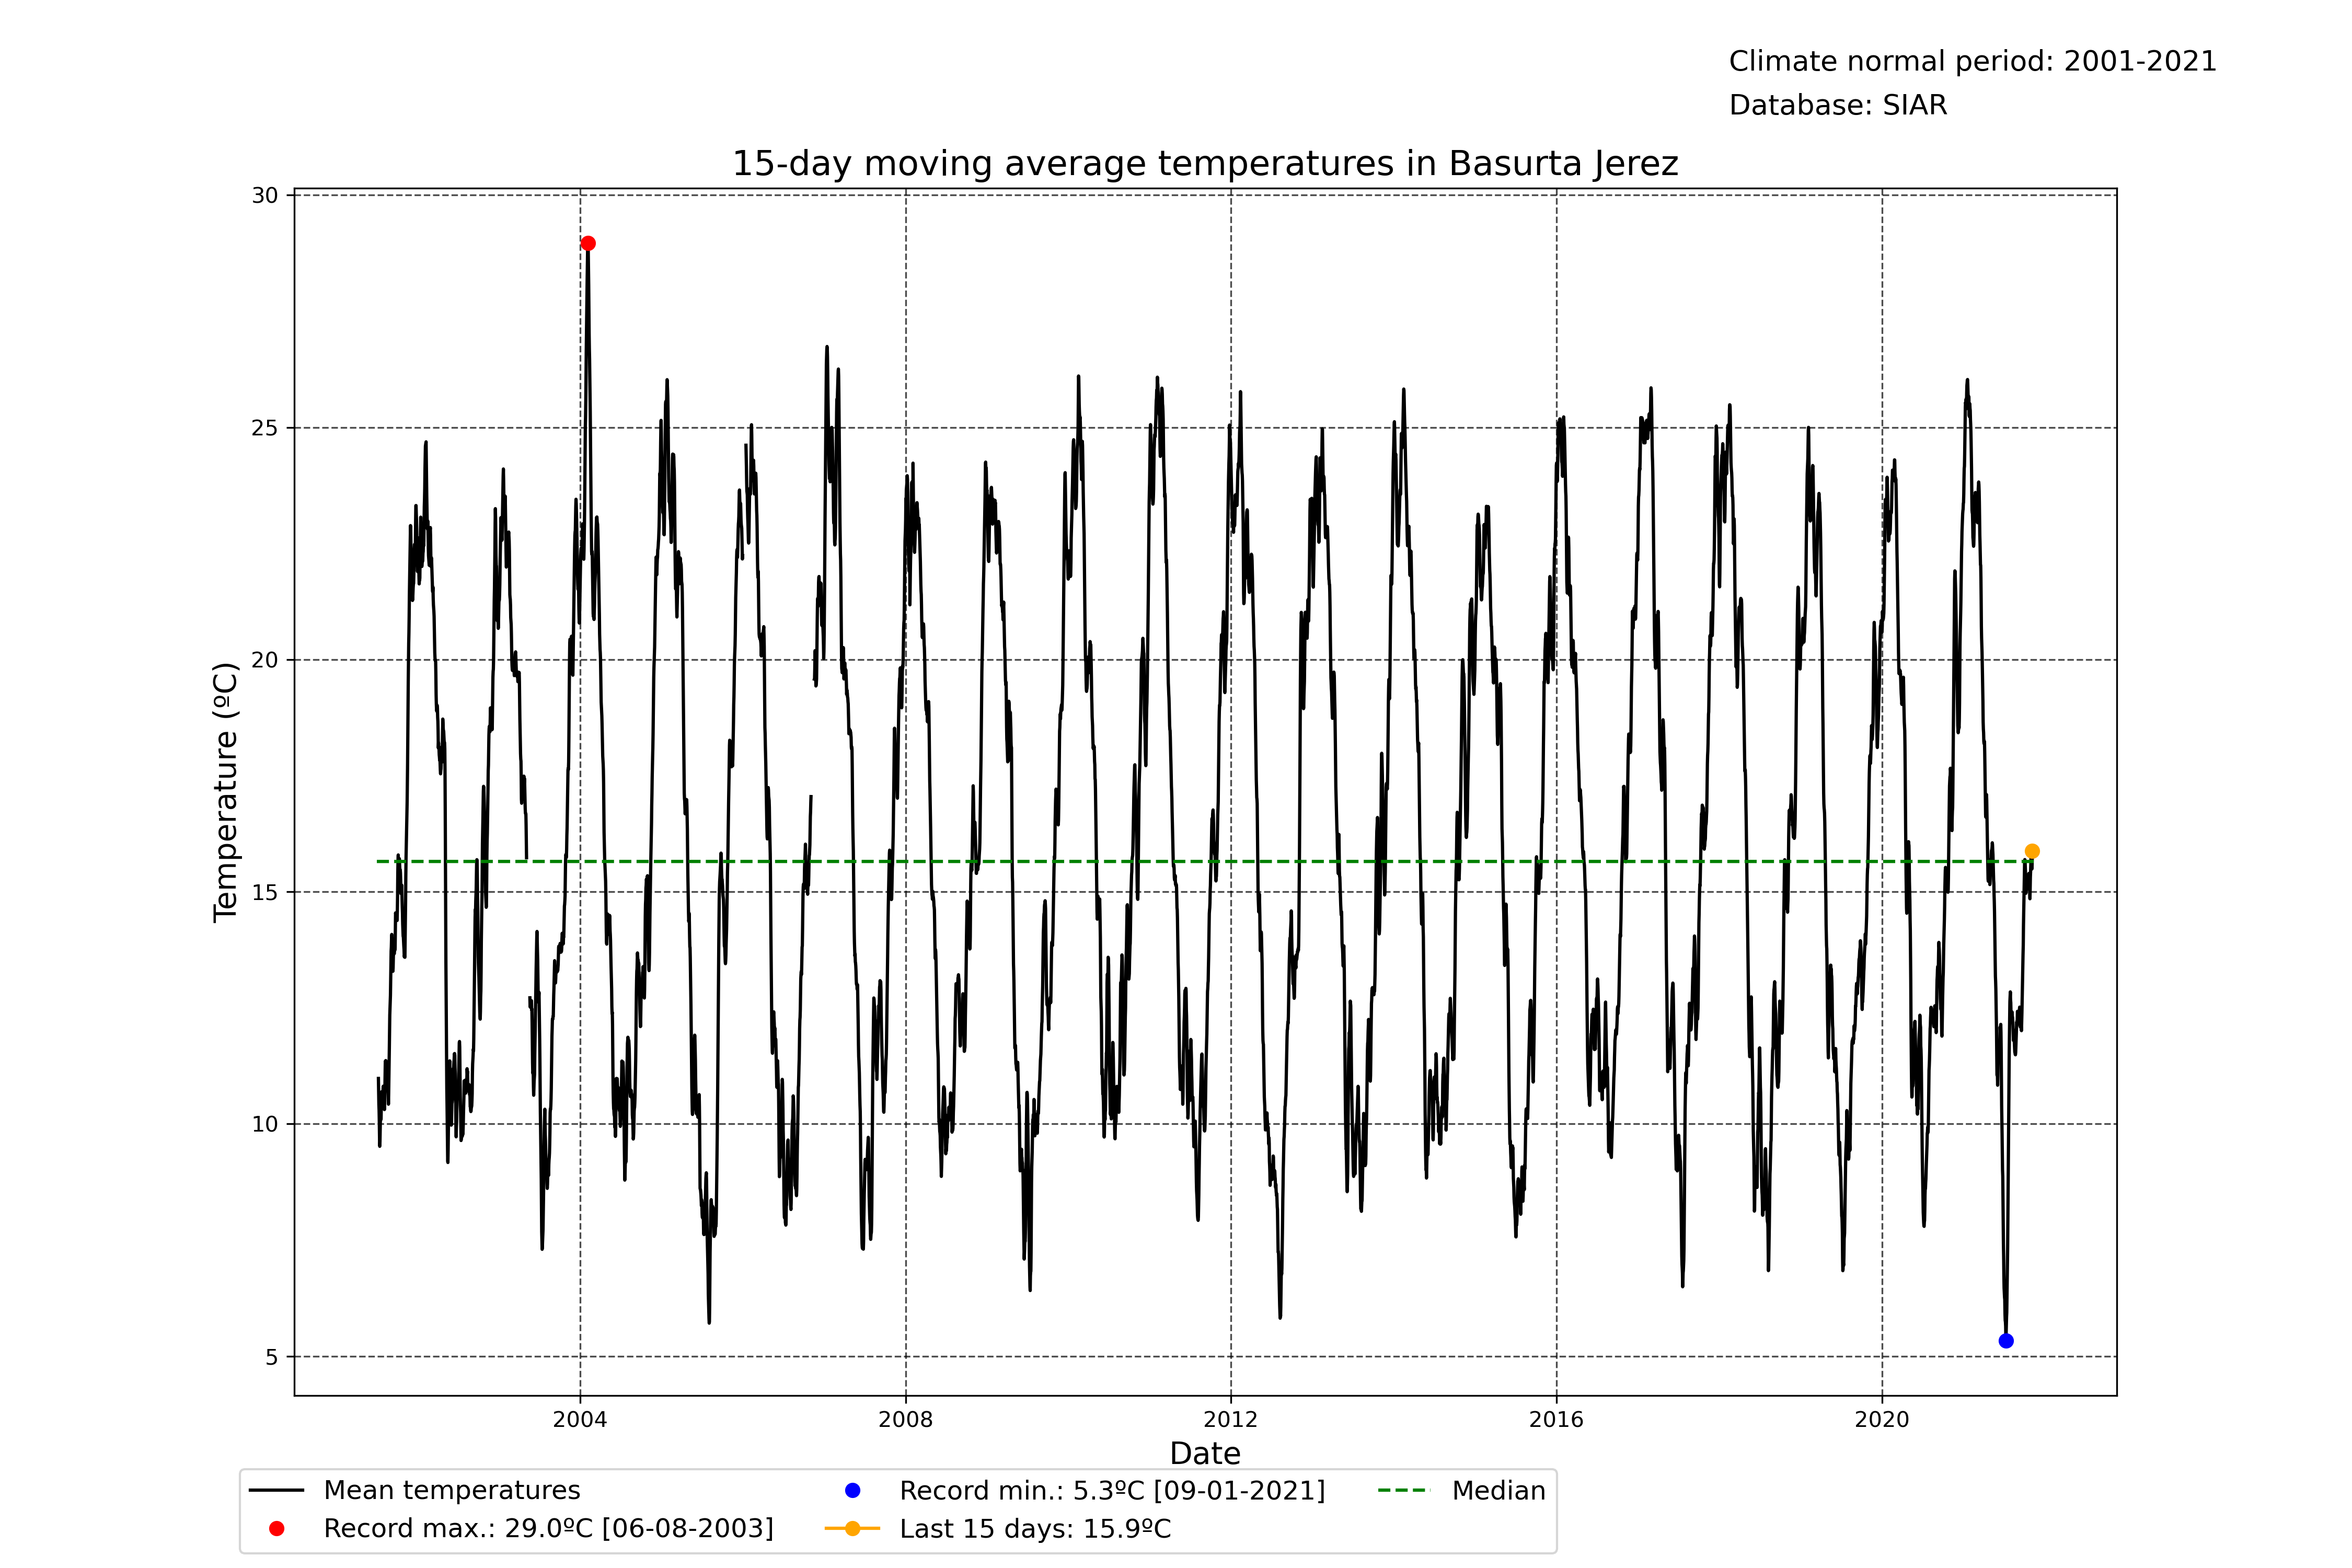 Climate normal period: 2001-2021
Database: SIAR
15-day moving average temperatures in Basurta Jerez
30
25
20
15
10
5
Temperature (ºC)
2004 2008 2012 2016 2020
Date
Mean temperatures
Record max.: 29.0ºC [06-08-2003]
Record min.: 5.3ºC [09-01-2021]
Last 15 days: 15.9ºC
Median